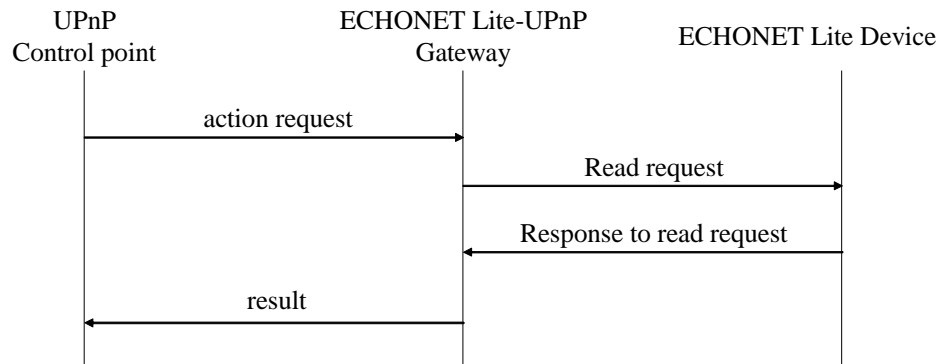 UPnP
Control point
ECHONET Lite-UPnP
Gateway
ECHONET Lite Device
action request
Read request
Response to read request
result